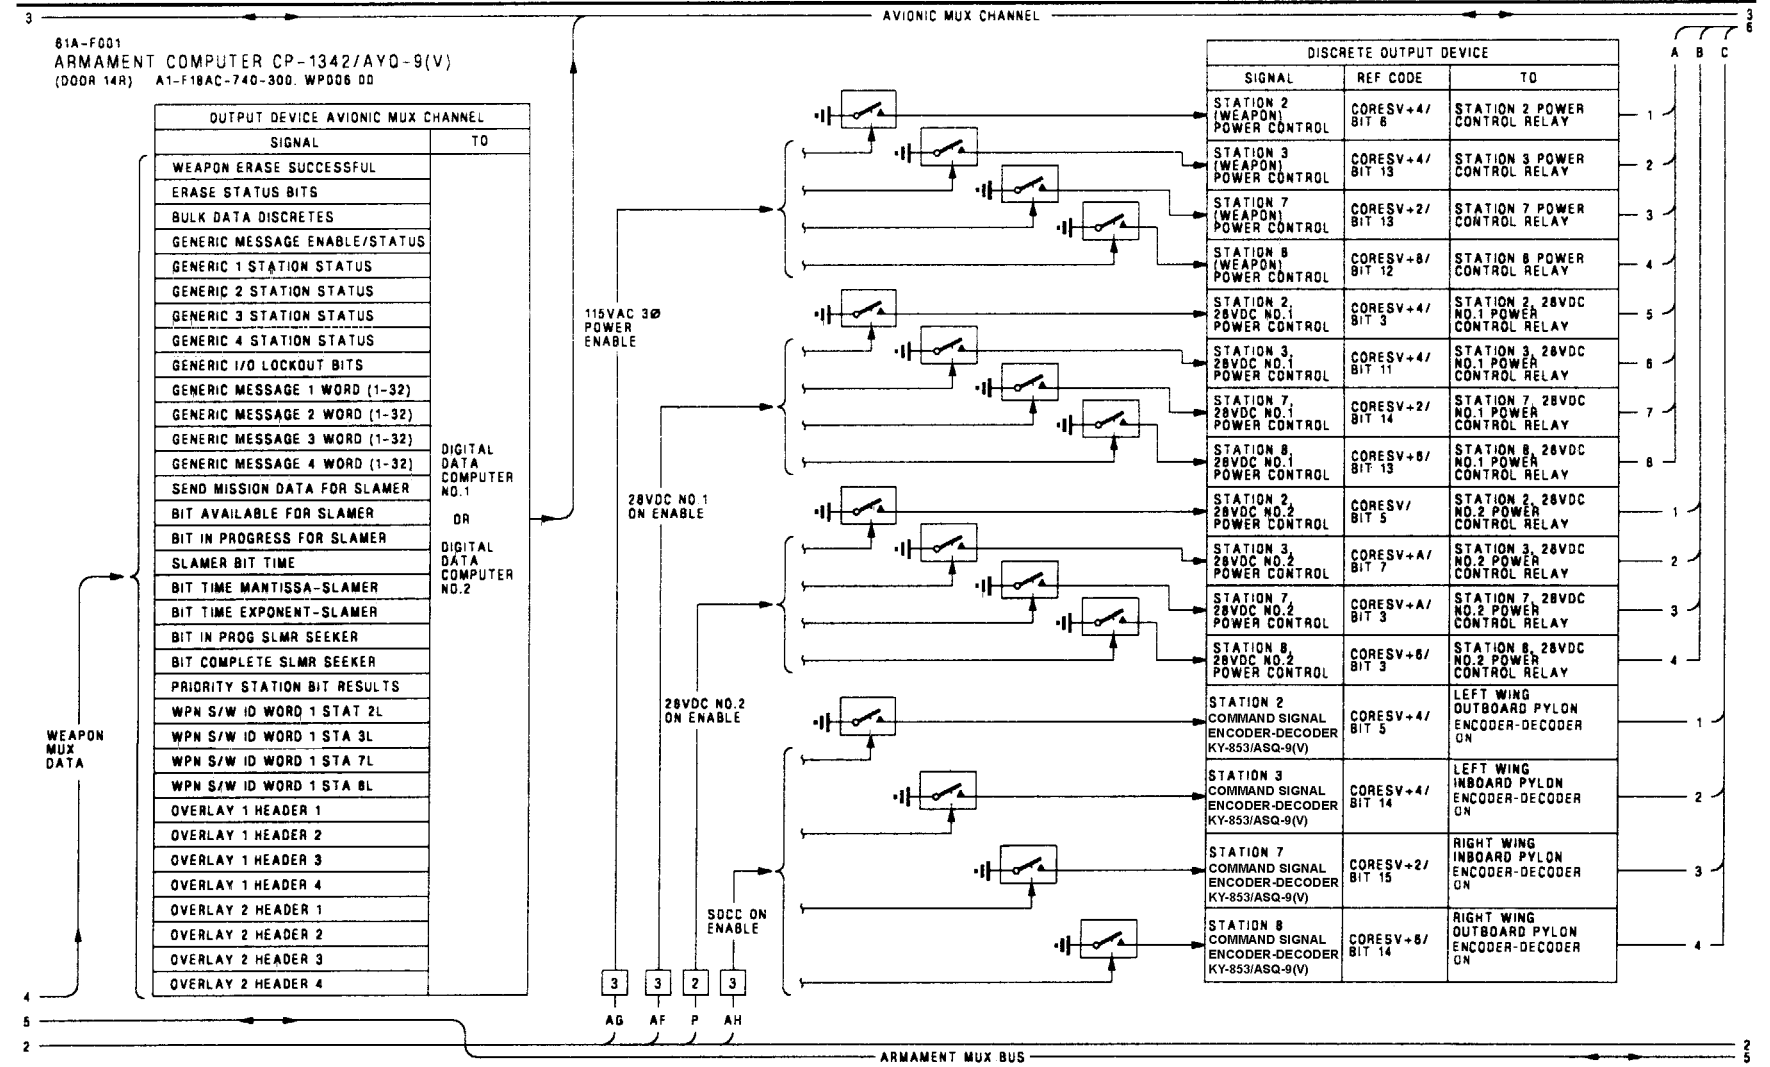 3
AVIONIC MUX CHANNEL
3
6
61A-F001
ARMAMENT COMPUTER CP-1342/AYQ-9(V)
(DOOR 14R) A1-F18AC-740-300. WP006 00
OUTPUT DEVICE AVIONIC MUX CHANNEL
SIGNAL TO
WEAPON ERASE SUCCESSFUL
ERASE STATUS BITS
BULK DATA DISCRETES
GENERIC MESSAGE ENABLE/STATUS
GENERIC 1 STATION STATUS
GENERIC 2 STATION STATUS
GENERIC 3 STATION STATUS
GENERIC 4 STATION STATUS
GENERIC I/O LOCKOUT BITS
GENERIC MESSAGE 1 WORD (1-32)
GENERIC MESSAGE 2 WORD (1-32)
GENERIC MESSAGE 3 WORD (1-32)
GENERIC MESSAGE 4 WORD (1-32)
SEND MISSION DATA FOR SLAMER
BIT AVAILABLE FOR SLAMER
BIT IN PROGRESS FOR SLAMER
SLAMER BIT TIME
BIT TIME MANTISSA-SLAMER
BIT TIME EXPONENT-SLAMER
BIT IN PROG SLMR SEEKER
BIT COMPLETE SLMR SEEKER
PRIORITY STATION BIT RESULTS
WPN S/W ID WORD 1 STAT 2L
WPN S/W ID WORD 1 STA 3L
WPN S/W ID WORD 1 STA 7L
WPN S/W ID WORD 1 STA 8L
OVERLAY 1 HEADER 1
OVERLAY 1 HEADER 2
OVERLAY 1 HEADER 3
OVERLAY 1 HEADER 4
OVERLAY 2 HEADER 1
OVERLAY 2 HEADER 2
OVERLAY 2 HEADER 3
OVERLAY 2 HEADER 4
DIGITAL
DATA
COMPUTER
NO.1
OR
DIGITAL
DATA
COMPUTER
NO.2
WEAPON
MUX
DATA
115VAC 3Ø
POWER
ENABLE
28VDC NO.1
ON ENABLE
28VDC NO.2
ON ENABLE
SDCC ON
ENABLE
3 3 2 3
AG AF P AH
A B C
DISCRETE OUTPUT DEVICE
SIGNAL REF CODE TO
STATION 2
(WEAPON)
POWER CONTROL
CORESV+4/
BIT 6
STATION 2 POWER
CONTROL RELAY
1
STATION 3
(WEAPON)
POWER CONTROL
CORESV+4/
BIT 13
STATION 3 POWER
CONTROL RELAY
2
STATION 7
(WEAPON)
POWER CONTROL
CORESV+2/
BIT 13
STATION 7 POWER
CONTROL RELAY
3
STATION 8
(WEAPON)
POWER CONTROL
CORESV+6/
BIT 12
STATION 8 POWER
CONTROL RELAY
4
STATION 2,
28VDC NO.1
POWER CONTROL
CORESV+4/
BIT 3
STATION 2, 28VDC
NO.1 POWER
CONTROL RELAY
5
STATION 3,
28VDC NO.1
POWER CONTROL
CORESV+4/
BIT 11
STATION 3, 28VDC
NO.1 POWER
CONTROL RELAY
6
STATION 7,
28VDC NO.1
POWER CONTROL
CORESV+2/
BIT 14
STATION 7, 28VDC
NO.1 POWER
CONTROL RELAY
7
STATION 8,
28VDC NO.1
POWER CONTROL
CORESV+6/
BIT 13
STATION 8, 28VDC
NO.1 POWER
CONTROL RELAY
8
STATION 2,
28VDC NO.2
POWER CONTROL
CORESV/
BIT 5
STATION 2, 28VDC
NO.2 POWER
CONTROL RELAY
1
STATION 3,
28VDC NO.2
POWER CONTROL
CORESV+A/
BIT 7
STATION 3, 28VDC
NO.2 POWER
CONTROL RELAY
2
STATION 7,
28VDC NO.2
POWER CONTROL
CORESV+A/
BIT 3
STATION 7, 28VDC
NO.2 POWER
CONTROL RELAY
3
STATION 8,
28VDC NO.2
POWER CONTROL
CORESV+6/
BIT 3
STATION 8, 28VDC
NO.2 POWER
CONTROL RELAY
4
STATION 2
COMMAND SIGNAL
ENCODER-DECODER
KY-853/ASQ-9(V)
CORESV+4/
BIT 5
LEFT WING
OUTBOARD PYLON
ENCODER-DECODER
ON
1
STATION 3
COMMAND SIGNAL
ENCODER-DECODER
KY-853/ASQ-9(V)
CORESV+4/
BIT 14
LEFT WING
INBOARD PYLON
ENCODER-DECODER
ON
2
STATION 7
COMMAND SIGNAL
ENCODER-DECODER
KY-853/ASQ-9(V)
CORESV+2/
BIT 15
RIGHT WING
INBOARD PYLON
ENCODER-DECODER
ON
3
STATION 8
COMMAND SIGNAL
ENCODER-DECODER
KY-853/ASQ-9(V)
CORESV+6/
BIT 14
RIGHT WING
OUTBOARD PYLON
ENCODER-DECODER
ON
4
4
5
2
ARMAMENT MUX BUS
2
5